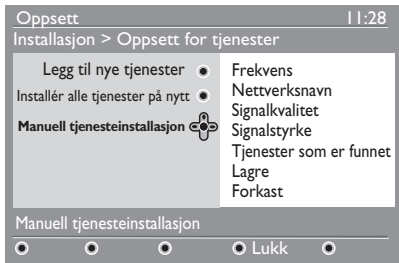 Oppsett 11:28
Installasjon > Oppsett for tjenester
Legg til nye tjenester
Installér alle tjenester på nytt
Manuell tjenesteinstallasjon
Frekvens
Nettverksnavn
Signalkvalitet
Signalstyrke
Tjenester som er funnet
Lagre
Forkast
Manuell tjenesteinstallasjon
Lukk